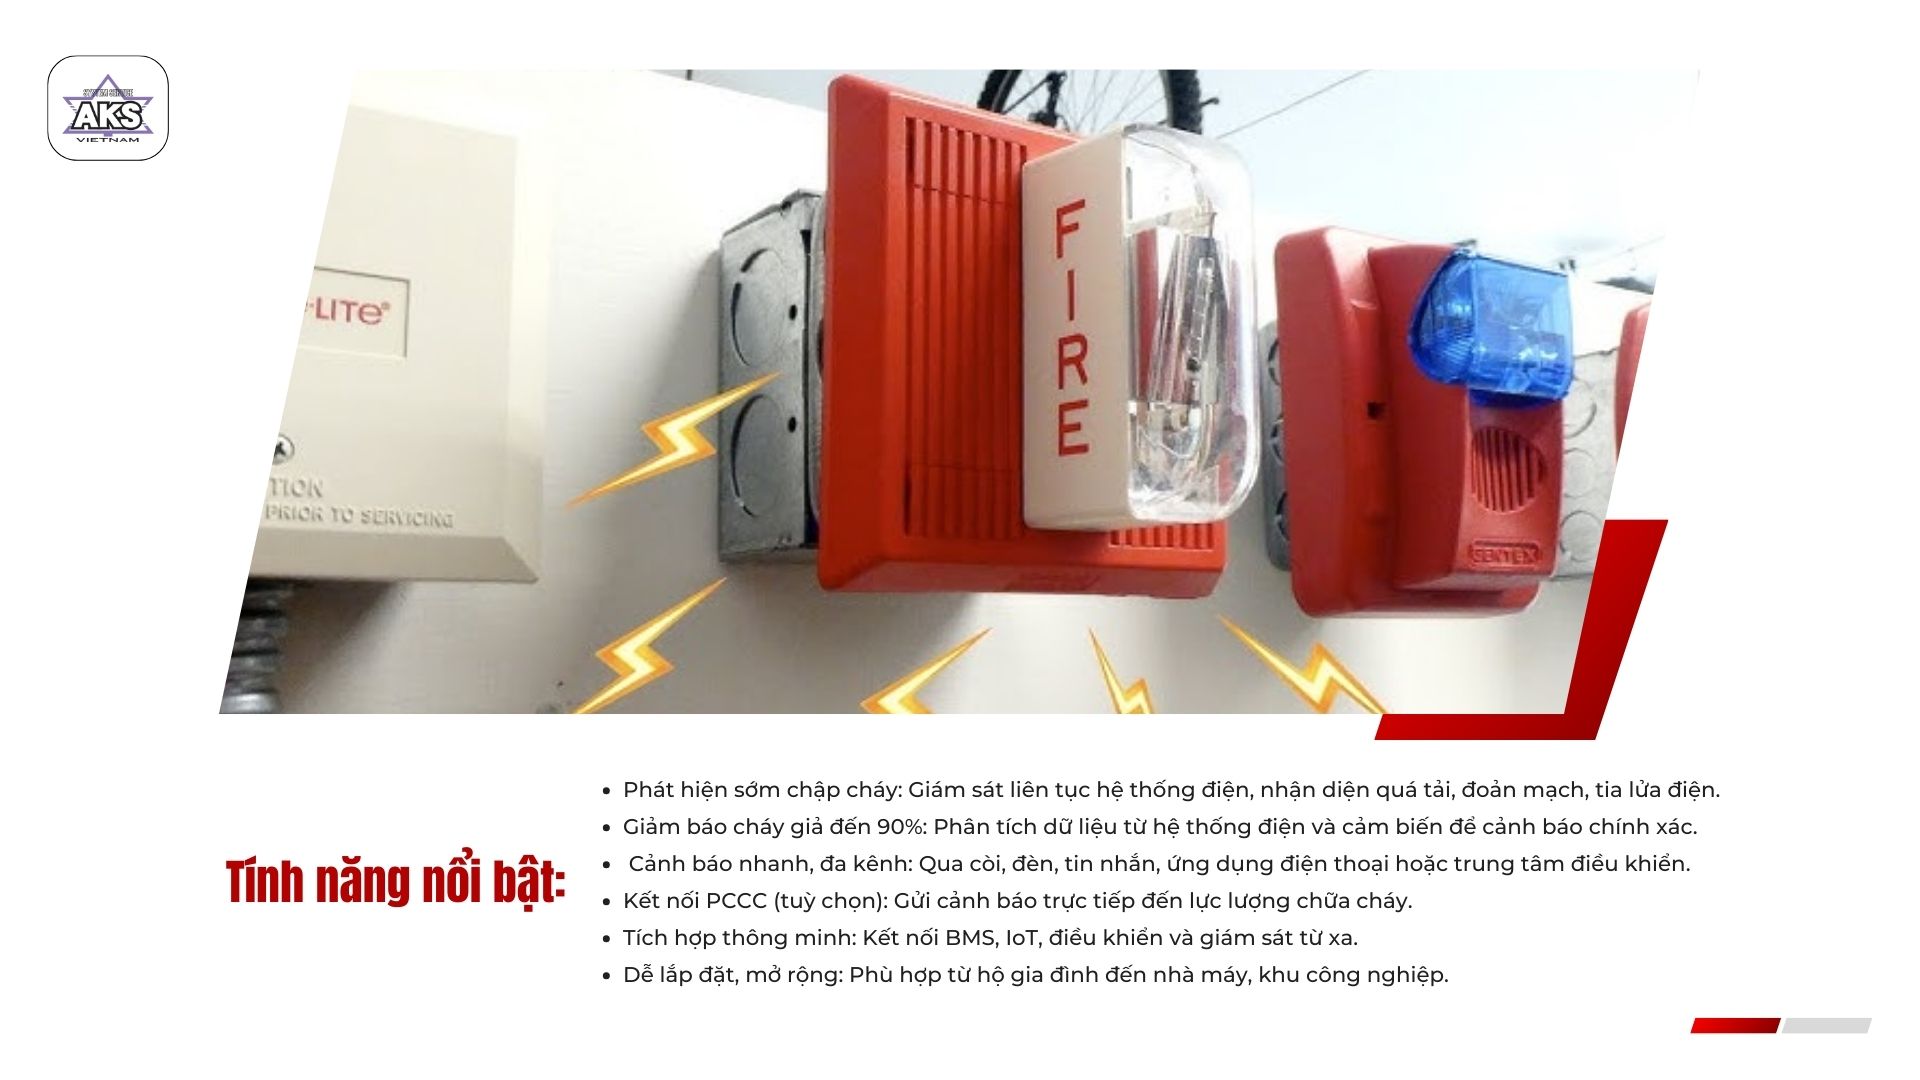 SYSTEM SERVICE
AKS
VIETNAM
-LITe®
TION
PRIOR TO SERVICING
FIRE
GENTEX
Tính năng nổi bật:
Phát hiện sớm chập cháy: Giám sát liên tục hệ thống điện, nhận diện quá tải, đoản mạch, tia lửa điện.
Giảm báo cháy giả đến 90%: Phân tích dữ liệu từ hệ thống điện và cảm biến để cảnh báo chính xác.
Cảnh báo nhanh, đa kênh: Qua còi, đèn, tin nhắn, ứng dụng điện thoại hoặc trung tâm điều khiển.
Kết nối PCCC (tuỳ chọn): Gửi cảnh báo trực tiếp đến lực lượng chữa cháy.
Tích hợp thông minh: Kết nối BMS, IoT, điều khiển và giám sát từ xa.
Dễ lắp đặt, mở rộng: Phù hợp từ hộ gia đình đến nhà máy, khu công nghiệp.